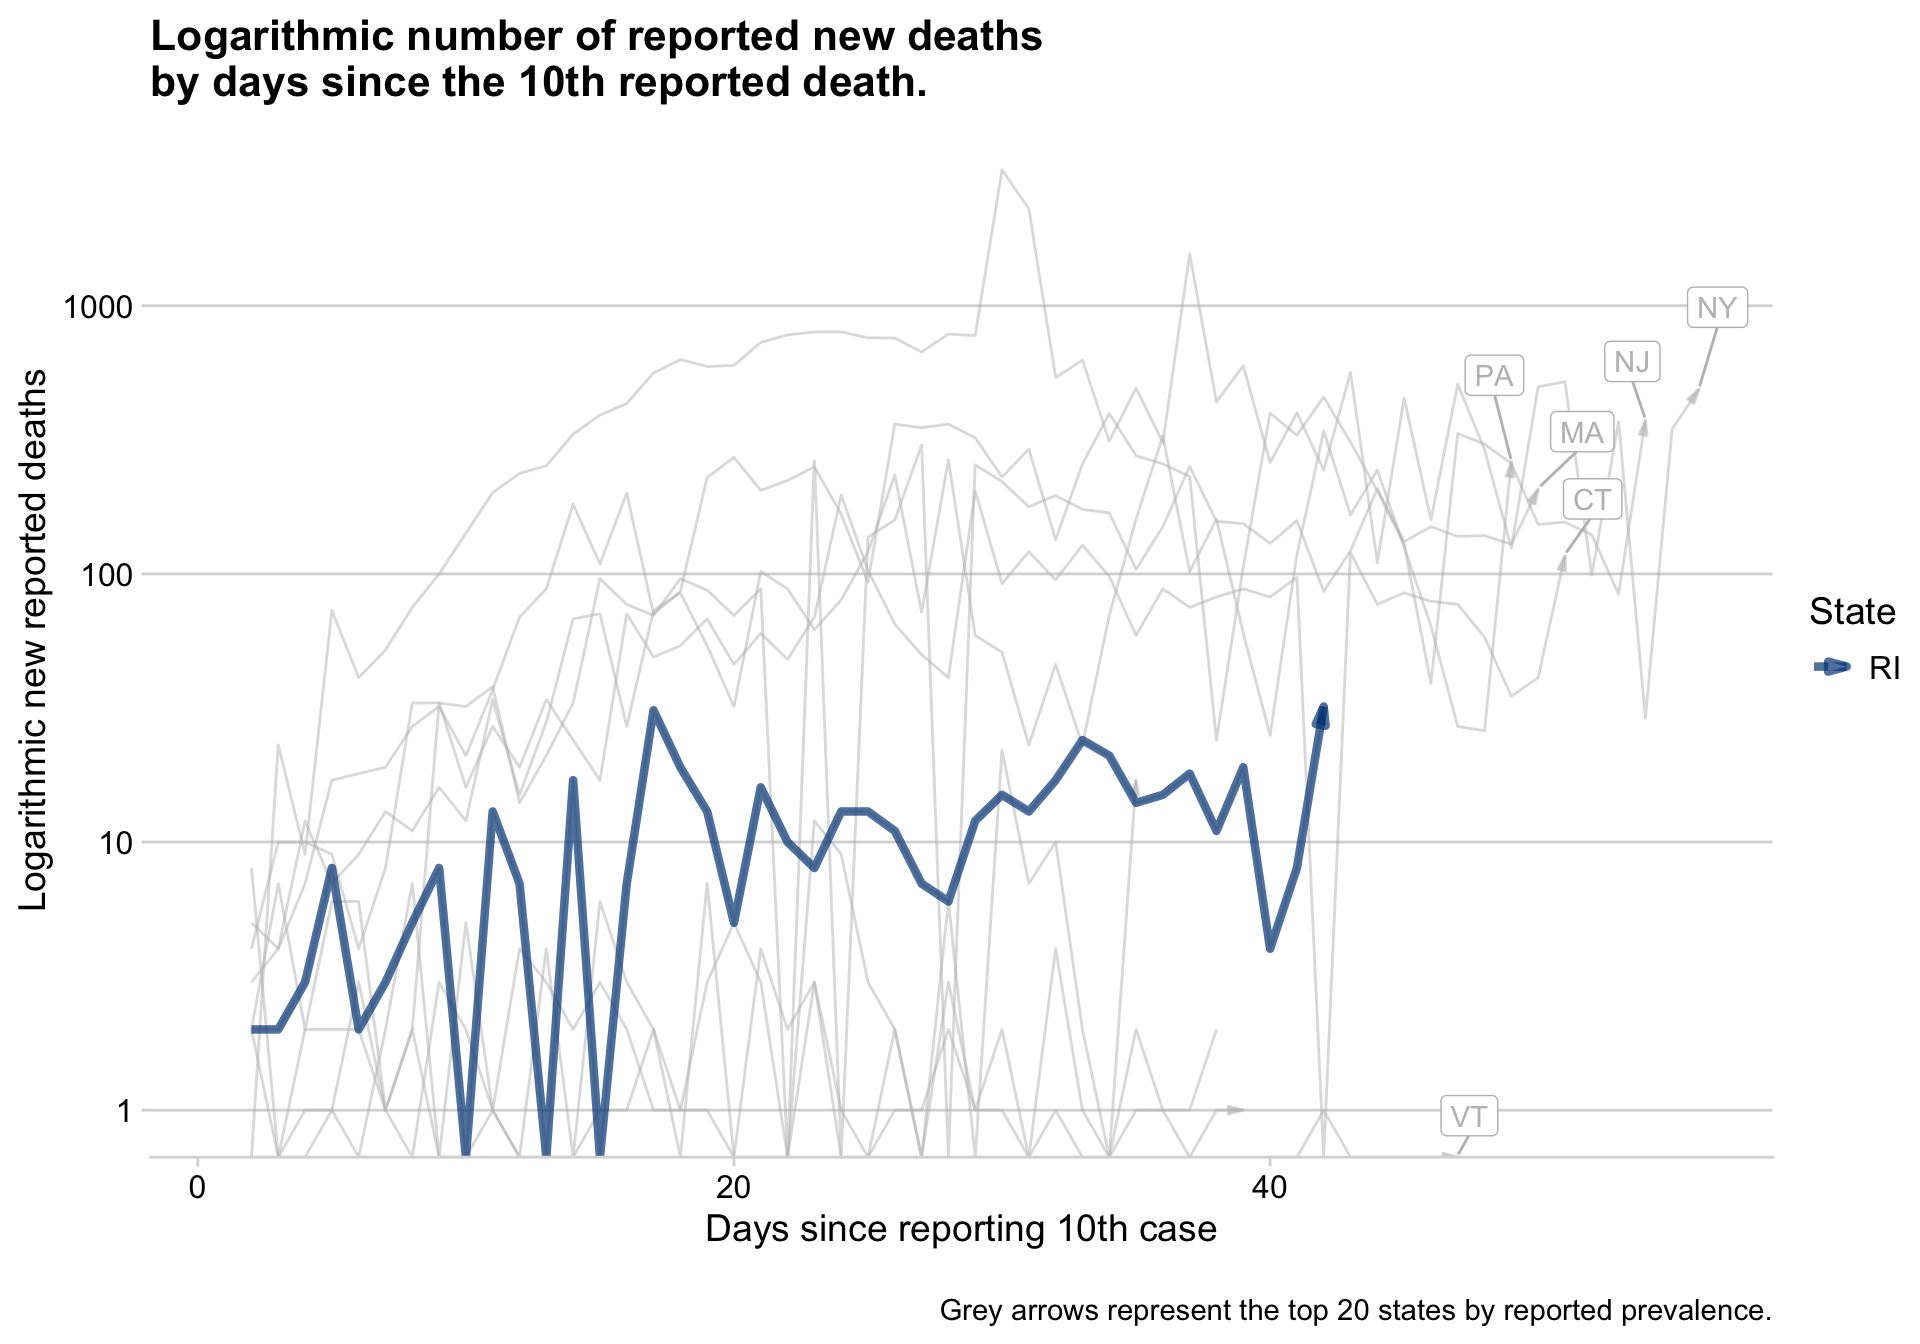 Logarithmic number of reported new deaths
by days since the 10th reported death.
Logarithmic new reported deaths
1000
100
10
1
NY
NJ
PA
MA
CT
VT
State
RI
0
20
40
Days since reporting 10th case
Grey arrows represent the top 20 states by reported prevalence.